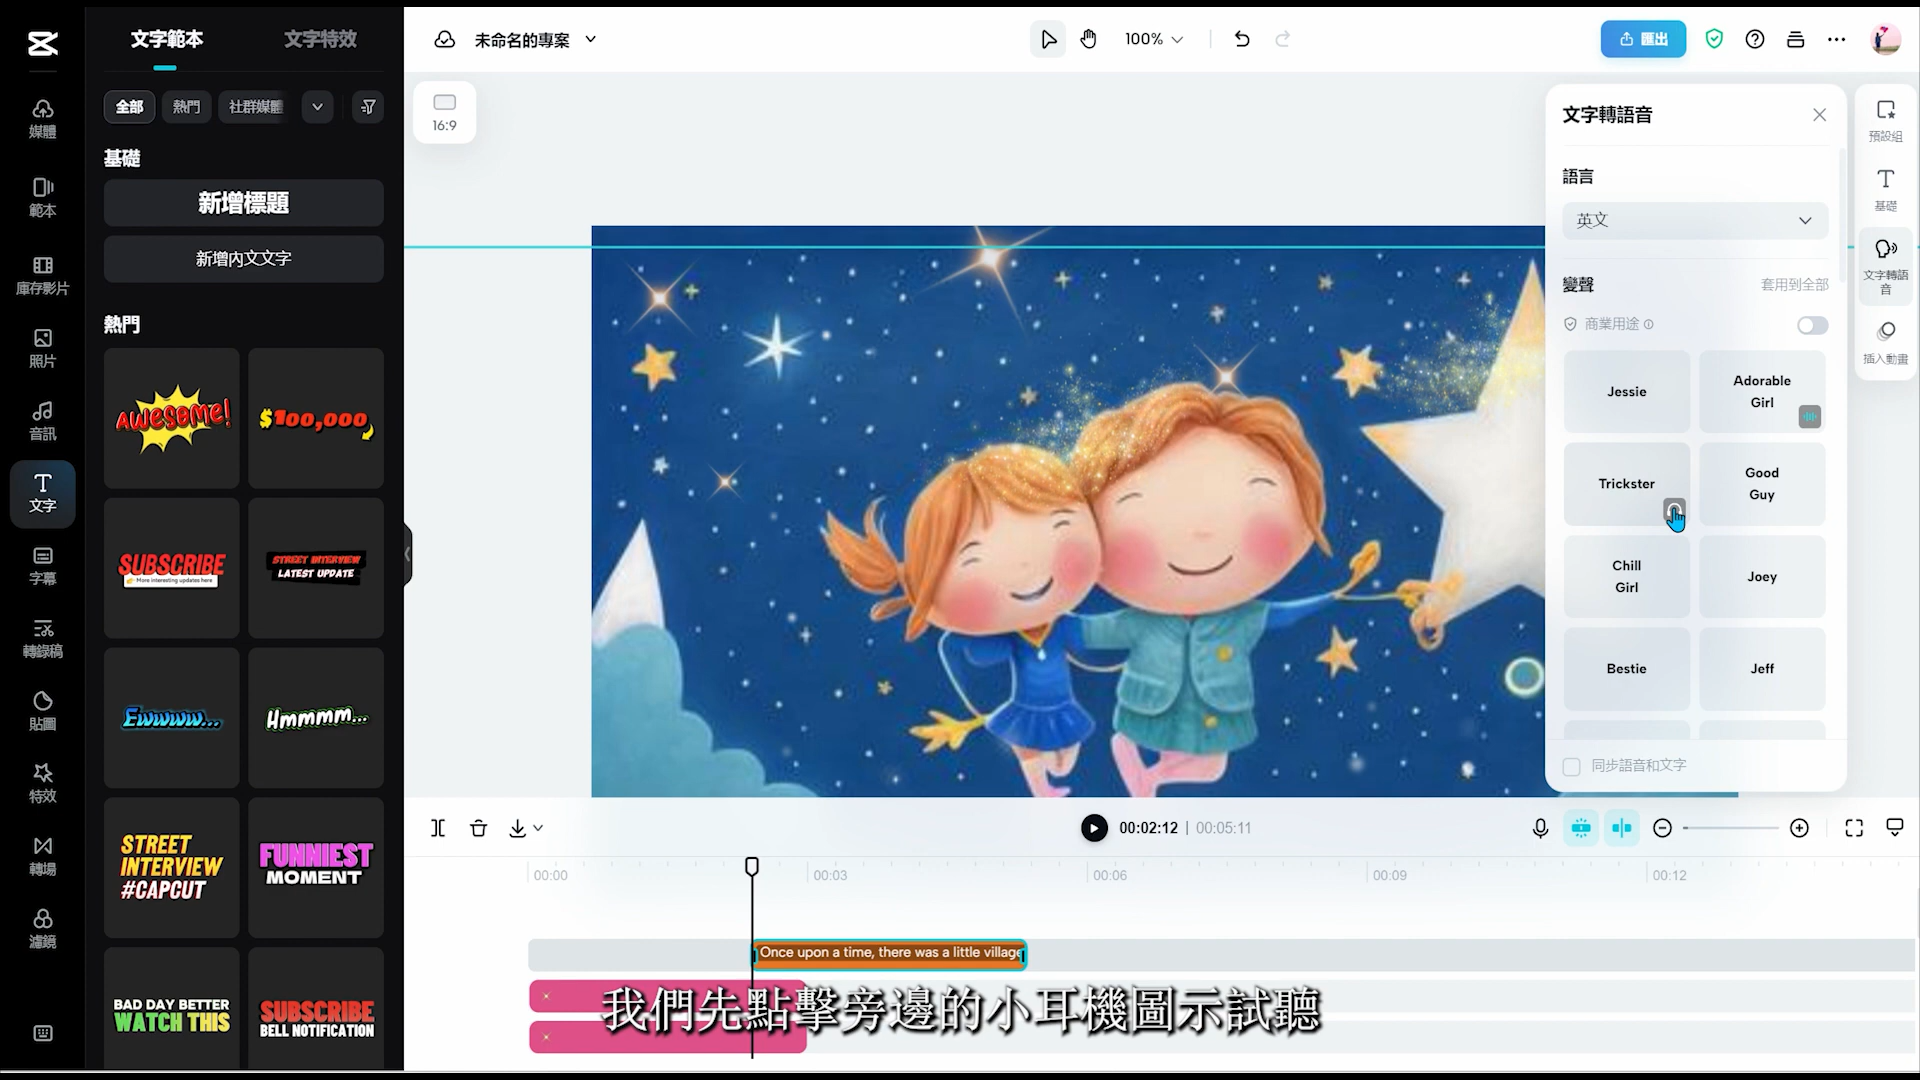 文字範本
文字特效
未命名的專案
100%
匯出
媒體
範本
庫存影片
照片
音訊
文字
字幕
轉錄稿
貼圖
特效
轉場
濾鏡
全部
熱門
社群媒體
基礎
新增標題
新增內文文字
熱門
AWESOME!
$100,000
SUBSCRIBE
More interesting updates here
STREET INTERVIEW
LATEST UPDATE
Ewwww...
Hmmmm...
STREET
INTERVIEW
#CAPCUT
FUNNIEST
MOMENT
BAD DAY BETTER
WATCH THIS
SUBSCRIBE
BELL NOTIFICATION
16:9
文字轉語音
語言
英文
變聲
套用到全部
商業用途
Jessie
Adorable
Girl
Trickster
Good
Guy
Chill
Girl
Joey
Bestie
Jeff
同步語音和文字
預設組
基礎
文字轉語
音
插入動畫
00:02:12 | 00:05:11
00:00
00:03
00:06
00:09
00:12
Once upon a time, there was a little village
我們先點擊旁邊的小耳機圖示試聽